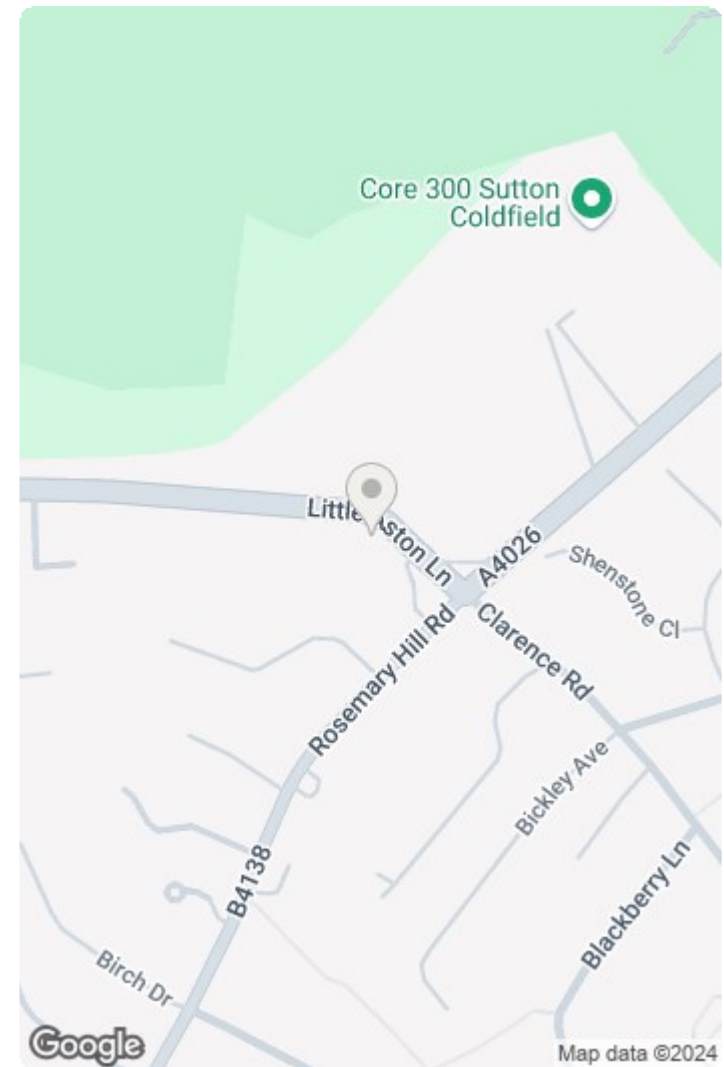 Core 300 Sutton
Coldfield
Little Aston Ln
A4026
Shenstone Cl
Clarence Rd
Rosemary Hill Rd
Bickley Ave
B4138
Blackberry Ln
Birch Dr
Google
Map data ©2024